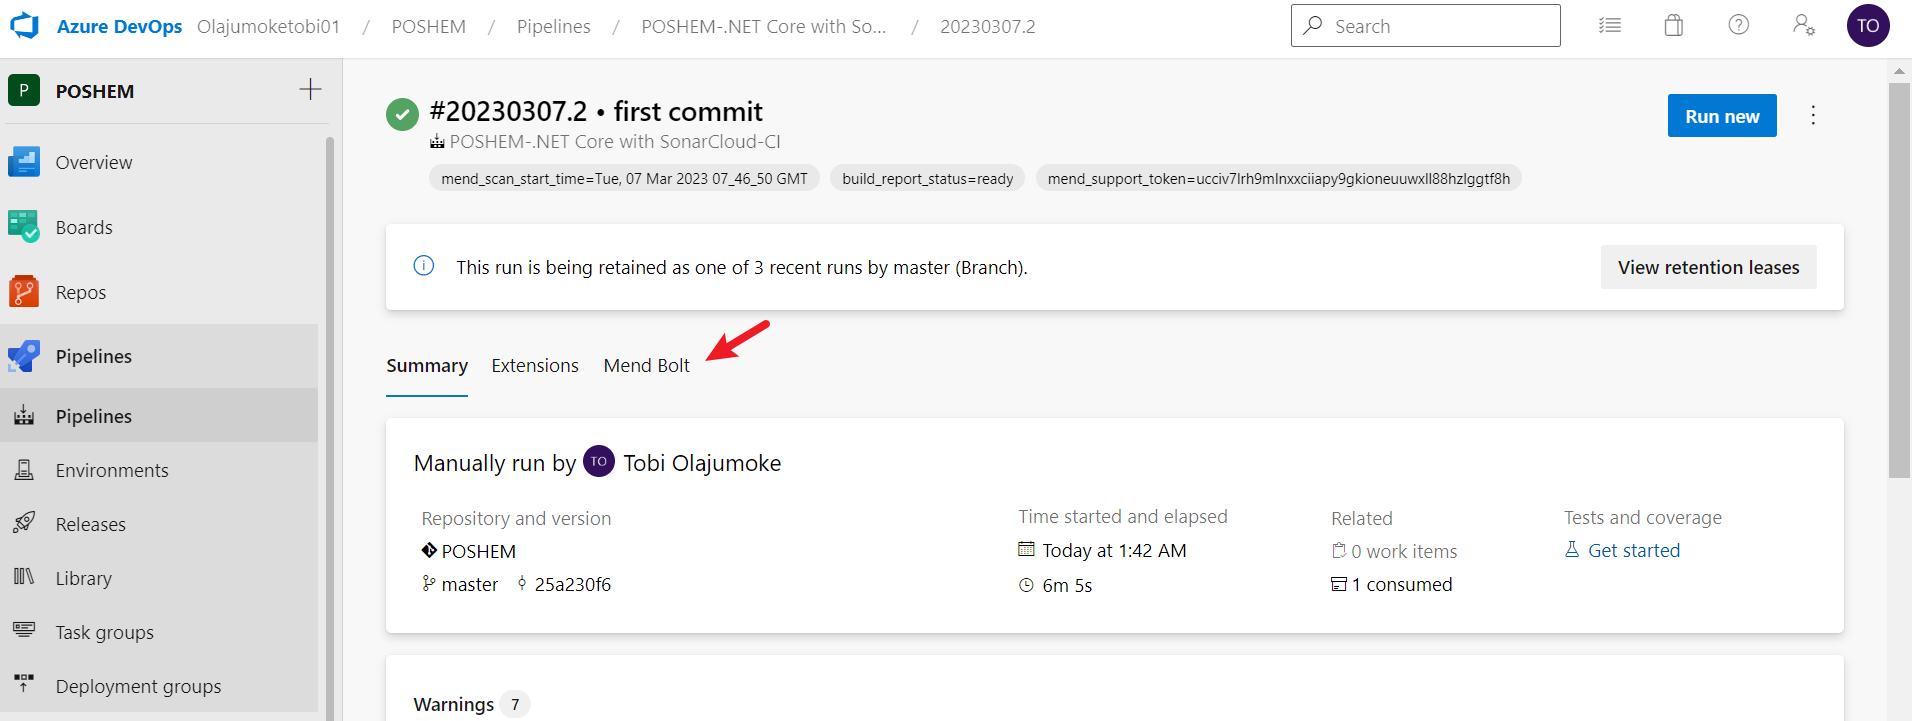 Azure DevOps Olajumoketobi01 / POSHEM / Pipelines / POSHEM-.NET Core with So... / 20230307.2
Search
TO
P POSHEM
Overview
Boards
Repos
Pipelines
Pipelines
Environments
Releases
Library
Task groups
Deployment groups
#20230307.2 • first commit
POSHEM-.NET Core with SonarCloud-CI
Run new
mend_scan_start_time=Tue, 07 Mar 2023 07_46_50 GMT
build_report_status=ready
mend_support_token=ucciv7lrh9mlnxxciiapy9gkioneuuwxll88hzlggtf8h
This run is being retained as one of 3 recent runs by master (Branch).
View retention leases
Summary Extensions Mend Bolt
Manually run by TO Tobi Olajumoke
Repository and version
POSHEM
master 25a230f6
Time started and elapsed
Today at 1:42 AM
6m 5s
Related
0 work items
1 consumed
Tests and coverage
Get started
Warnings 7